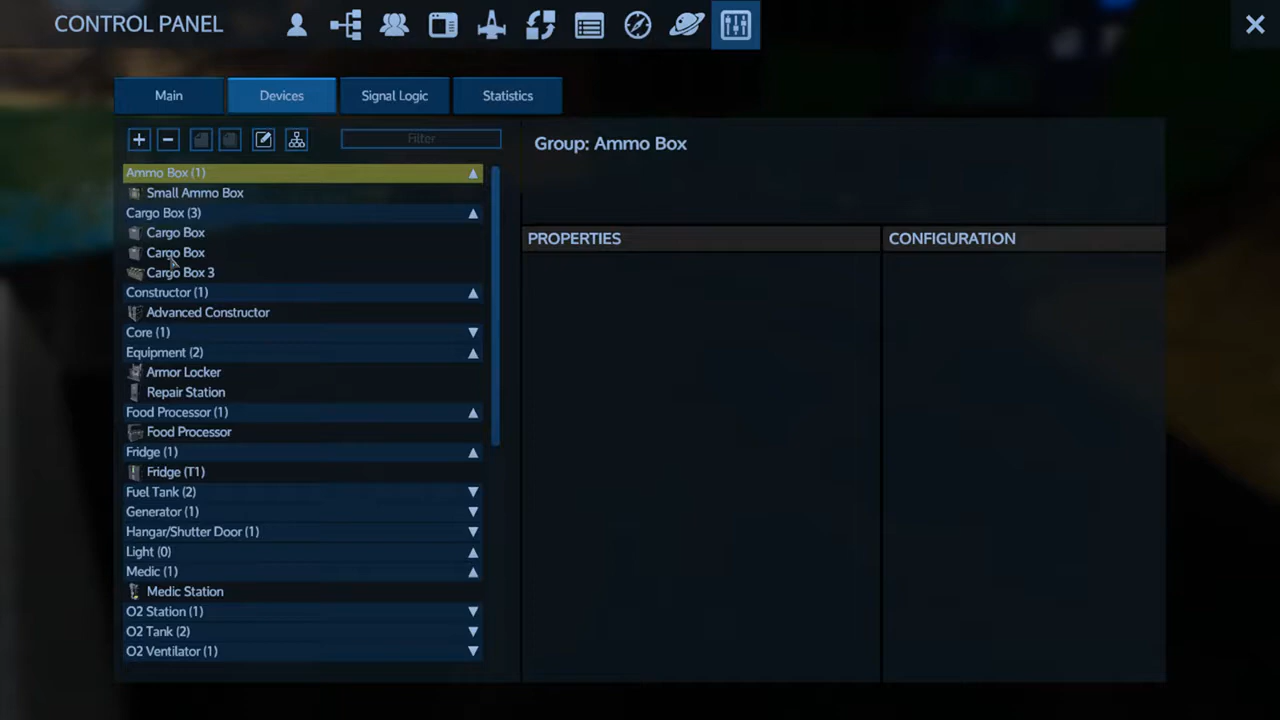 CONTROL PANEL
Main
Devices
Signal Logic
Statistics
Filter
Group: Ammo Box
Ammo Box (1)
Small Ammo Box
Cargo Box (3)
Cargo Box
Cargo Box
Cargo Box 3
Constructor (1)
Advanced Constructor
Core (1)
Equipment (2)
Armor Locker
Repair Station
Food Processor (1)
Food Processor
Fridge (1)
Fridge (T1)
Fuel Tank (2)
Generator (1)
Hangar/Shutter Door (1)
Light (0)
Medic (1)
Medic Station
O2 Station (1)
O2 Tank (2)
O2 Ventilator (1)
PROPERTIES
CONFIGURATION